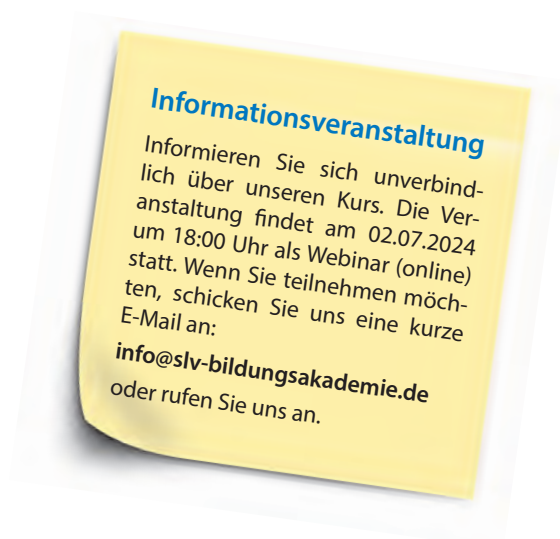 Informationsveranstaltung
Informieren Sie sich unverbind-
lich über unseren Kurs. Die Ver-
anstaltung findet am 02.07.2024
um 18:00 Uhr als Webinar (online)
statt. Wenn Sie teilnehmen möch-
ten, schicken Sie uns eine kurze
E-Mail an:
info@slv-bildungsakademie.de
oder rufen Sie uns an.